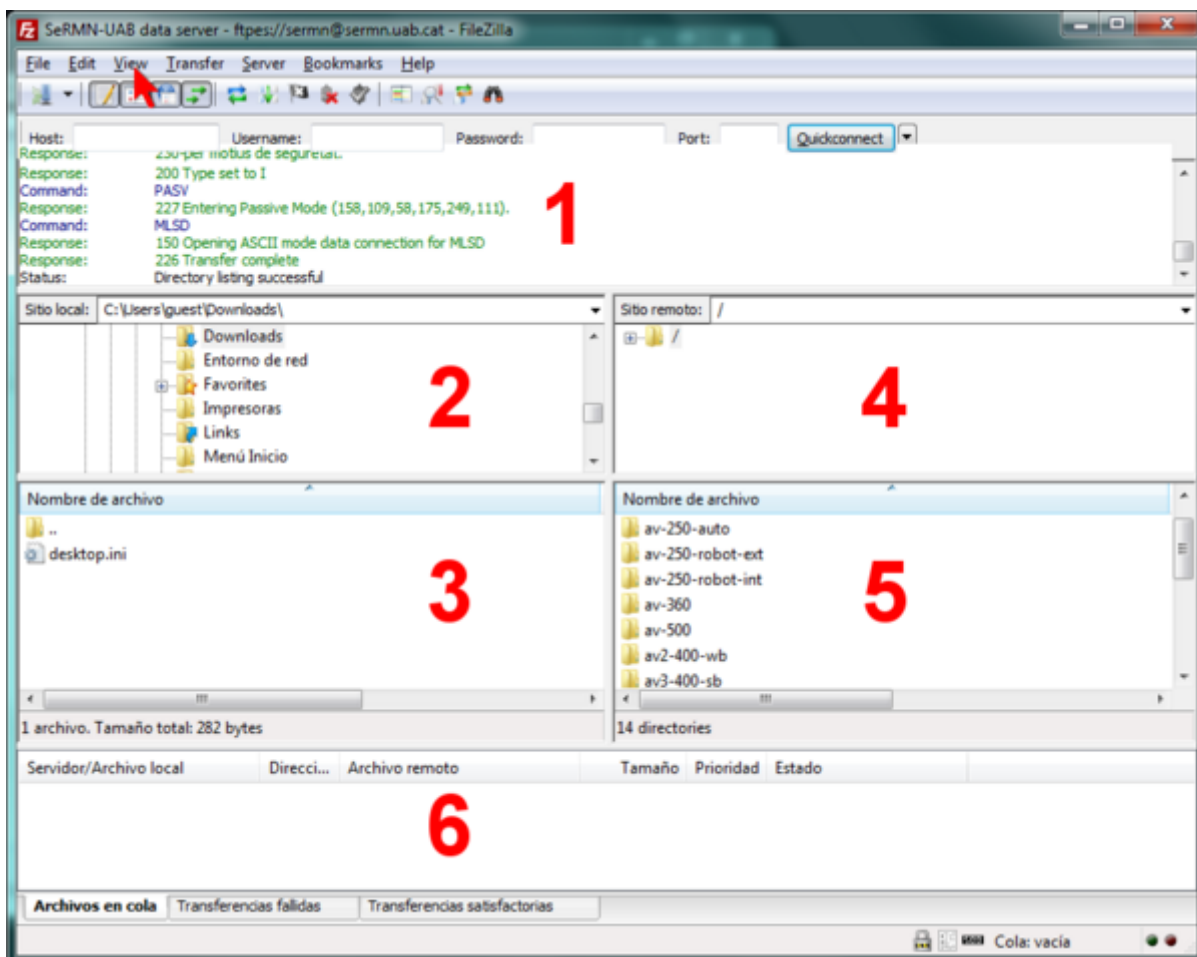 SeRMN-UAB data server - ftpes://sermn@sermn.uab.cat - FileZilla
File Edit View Transfer Server Bookmarks Help
Host: Username: Password: Port: Quickconnect
Response: 230-per motius de seguretat.
Response: 200 Type set to I
Command: PASV
Response: 227 Entering Passive Mode (158,109,58,175,249,111).
Command: MLSD
Response: 150 Opening ASCII mode data connection for MLSD
Response: 226 Transfer complete
Status: Directory listing successful
1
Sitio local: C:\Users\guest\Downloads\
Downloads
Entorno de red
Favorites
Impresoras
Links
Menú Inicio
2
Sitio remoto: /
/
4
Nombre de archivo
..
desktop.ini
3
1 archivo. Tamaño total: 282 bytes
Nombre de archivo
av-250-auto
av-250-robot-ext
av-250-robot-int
av-360
av-500
av2-400-wb
av3-400-sb
5
14 directories
Servidor/Archivo local Direcci... Archivo remoto Tamaño Prioridad Estado
6
Archivos en cola Transferencias fallidas Transferencias satisfactorias
Cola: vacía